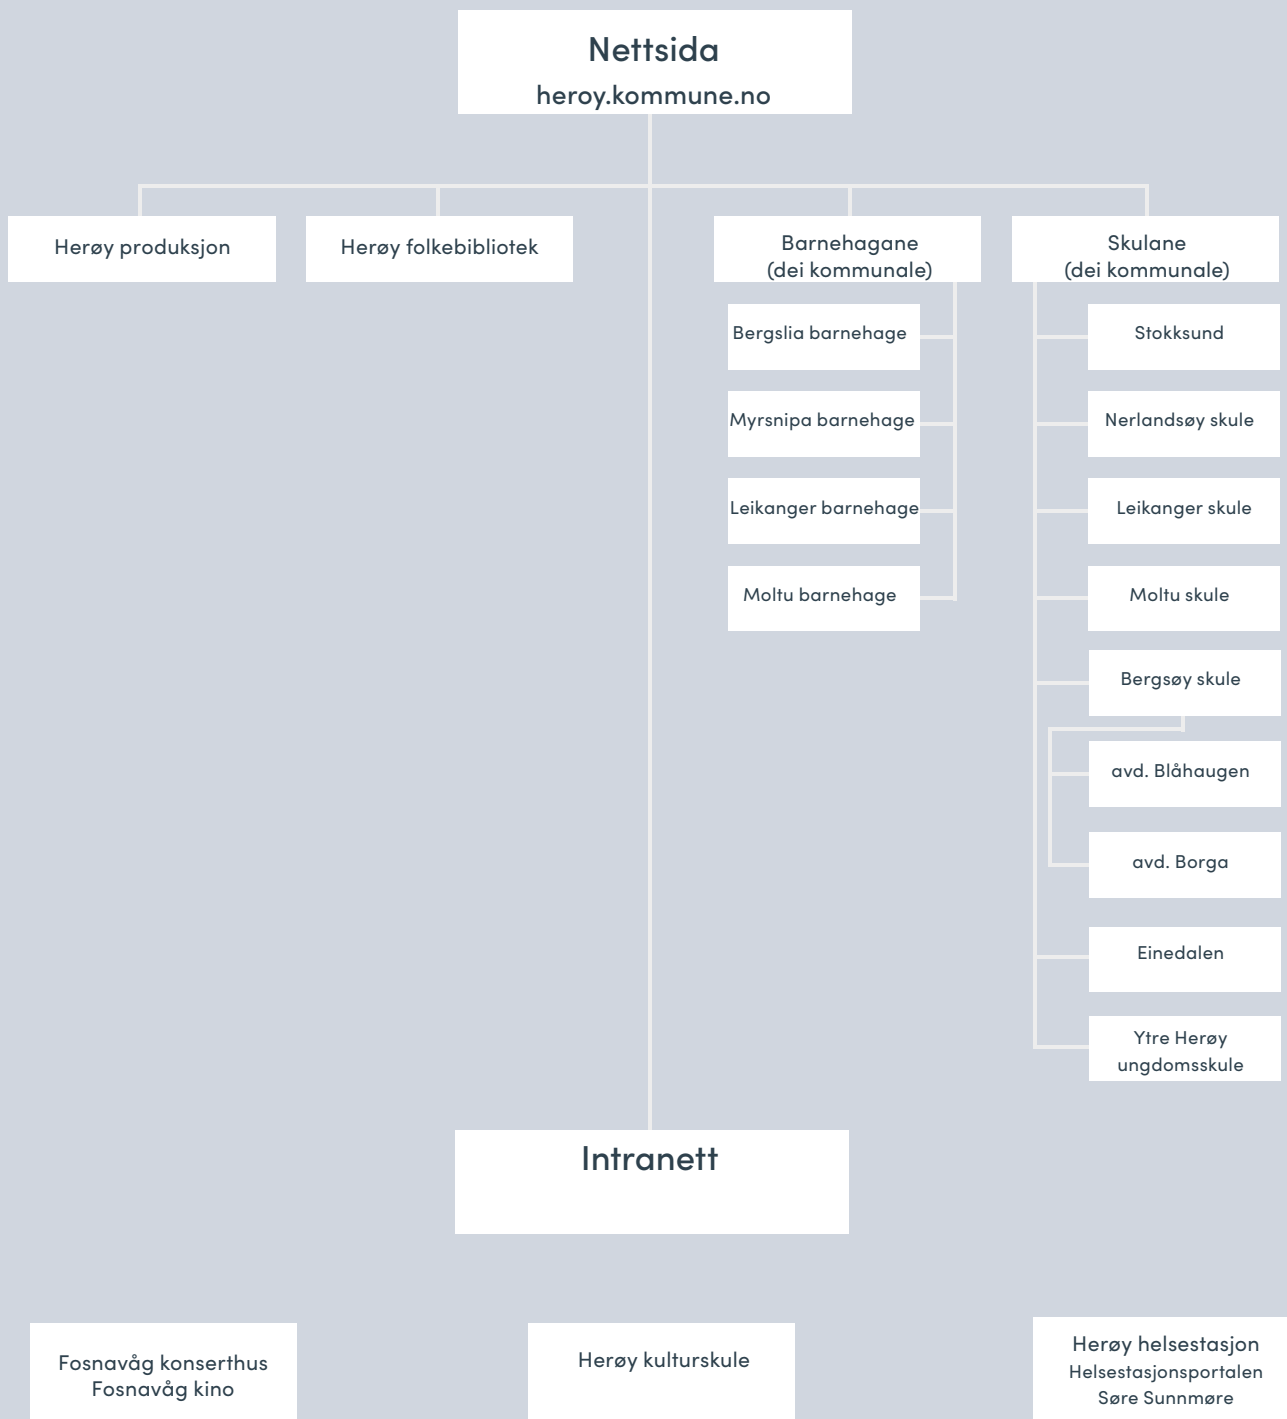 Nettsida
heroy.kommune.no
Herøy produksjon
Herøy folkebibliotek
Barnehagane
(dei kommunale)
Skulane
(dei kommunale)
Bergslia barnehage
Myrsnipa barnehage
Leikanger barnehage
Moltu barnehage
Stokksund
Nerlandsøy skule
Leikanger skule
Moltu skule
Bergsøy skule
avd. Blåhaugen
avd. Borga
Einedalen
Ytre Herøy
ungdomsskule
Intranett
Fosnavåg konserthus
Fosnavåg kino
Herøy kulturskule
Herøy helsestasjon
Helsestasjonsportalen
Søre Sunnmøre